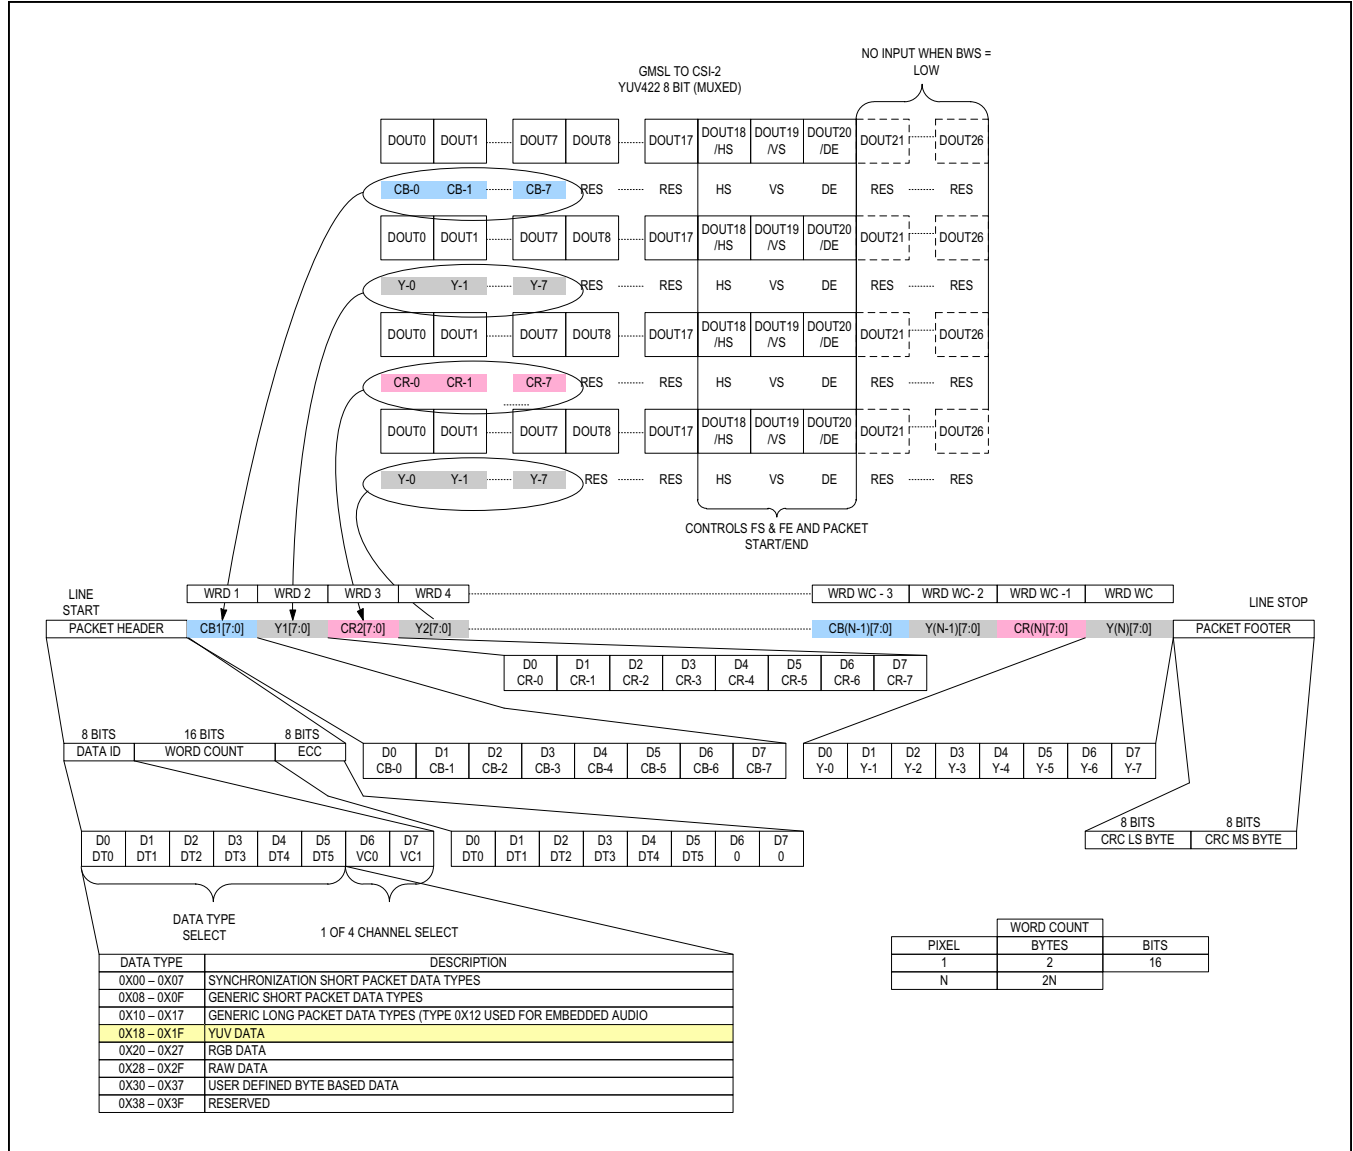 NO INPUT WHEN BWS =
LOW
GMSL TO CSI-2
YUV422 8 BIT (MUXED)
DOUT0 DOUT1 DOUT7 DOUT8 DOUT17 DOUT18 /HS DOUT19 /VS DOUT20 /DE DOUT21 DOUT26
CB-0 CB-1 CB-7 RES RES HS VS DE RES RES
DOUT0 DOUT1 DOUT7 DOUT8 DOUT17 DOUT18 /HS DOUT19 /VS DOUT20 /DE DOUT21 DOUT26
Y-0 Y-1 Y-7 RES RES HS VS DE RES RES
DOUT0 DOUT1 DOUT7 DOUT8 DOUT17 DOUT18 /HS DOUT19 /VS DOUT20 /DE DOUT21 DOUT26
CR-0 CR-1 CR-7 RES RES HS VS DE RES RES
DOUT0 DOUT1 DOUT7 DOUT8 DOUT17 DOUT18 /HS DOUT19 /VS DOUT20 /DE DOUT21 DOUT26
Y-0 Y-1 Y-7 RES RES HS VS DE RES RES
CONTROLS FS & FE AND PACKET
START/END
LINE
START
WRD 1 WRD 2 WRD 3 WRD 4 WRD WC - 3 WRD WC- 2 WRD WC -1 WRD WC
LINE STOP
PACKET HEADER CB1[7:0] Y1[7:0] CR2[7:0] Y2[7:0] CB(N-1)[7:0] Y(N-1)[7:0] CR(N)[7:0] Y(N)[7:0] PACKET FOOTER
D0 D1 D2 D3 D4 D5 D6 D7
CR-0 CR-1 CR-2 CR-3 CR-4 CR-5 CR-6 CR-7
8 BITS 16 BITS 8 BITS
DATA ID WORD COUNT ECC
D0 D1 D2 D3 D4 D5 D6 D7
CB-0 CB-1 CB-2 CB-3 CB-4 CB-5 CB-6 CB-7
D0 D1 D2 D3 D4 D5 D6 D7
Y-0 Y-1 Y-2 Y-3 Y-4 Y-5 Y-6 Y-7
D0 D1 D2 D3 D4 D5 D6 D7
DT0 DT1 DT2 DT3 DT4 DT5 VC0 VC1
D0 D1 D2 D3 D4 D5 D6 D7
DT0 DT1 DT2 DT3 DT4 DT5 0 0
8 BITS 8 BITS
CRC LS BYTE CRC MS BYTE
DATA TYPE
SELECT
1 OF 4 CHANNEL SELECT
WORD COUNT
PIXEL BYTES BITS
1 2 16
N 2N
DATA TYPE DESCRIPTION
0X00 – 0X07 SYNCHRONIZATION SHORT PACKET DATA TYPES
0X08 – 0X0F GENERIC SHORT PACKET DATA TYPES
0X10 – 0X17 GENERIC LONG PACKET DATA TYPES (TYPE 0X12 USED FOR EMBEDDED AUDIO
0X18 – 0X1F YUV DATA
0X20 – 0X27 RGB DATA
0X28 – 0X2F RAW DATA
0X30 – 0X37 USER DEFINED BYTE BASED DATA
0X38 – 0X3F RESERVED